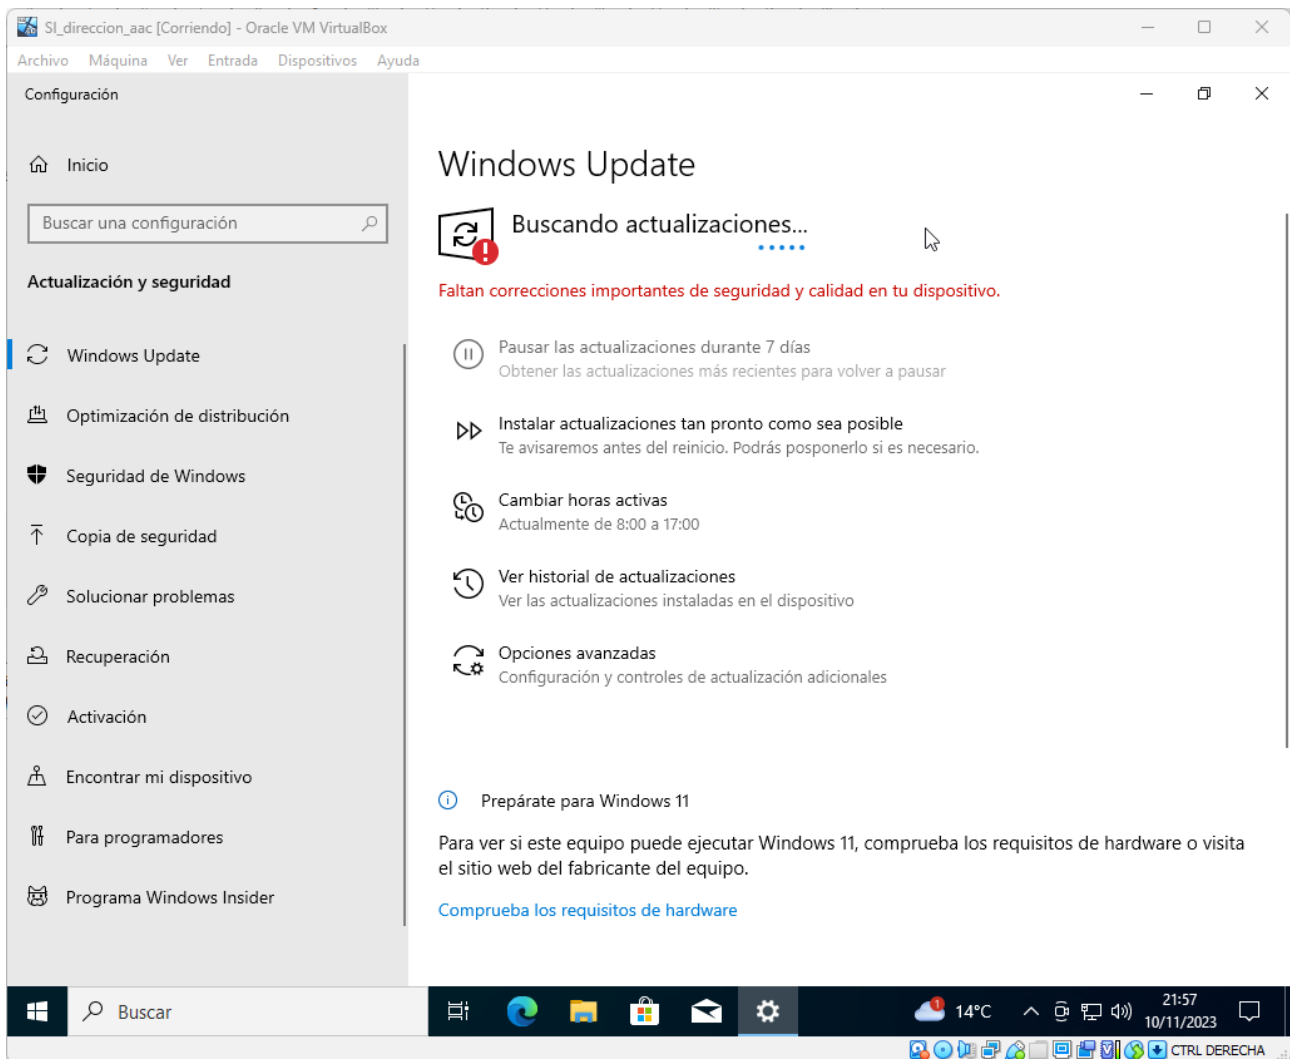 SI_direccion_aac [Corriendo] - Oracle VM VirtualBox
Archivo Máquina Ver Entrada Dispositivos Ayuda
Configuración
Inicio
Buscar una configuración
Actualización y seguridad
Windows Update
Optimización de distribución
Seguridad de Windows
Copia de seguridad
Solucionar problemas
Recuperación
Activación
Encontrar mi dispositivo
Para programadores
Programa Windows Insider
Windows Update
Buscando actualizaciones...
Faltan correcciones importantes de seguridad y calidad en tu dispositivo.
Pausar las actualizaciones durante 7 días
Obtener las actualizaciones más recientes para volver a pausar
Instalar actualizaciones tan pronto como sea posible
Te avisaremos antes del reinicio. Podrás posponerlo si es necesario.
Cambiar horas activas
Actualmente de 8:00 a 17:00
Ver historial de actualizaciones
Ver las actualizaciones instaladas en el dispositivo
Opciones avanzadas
Configuración y controles de actualización adicionales
Prepárate para Windows 11
Para ver si este equipo puede ejecutar Windows 11, comprueba los requisitos de hardware o visita
el sitio web del fabricante del equipo.
Comprueba los requisitos de hardware
Buscar
1
14°C
21:57
10/11/2023
CTRL DERECHA